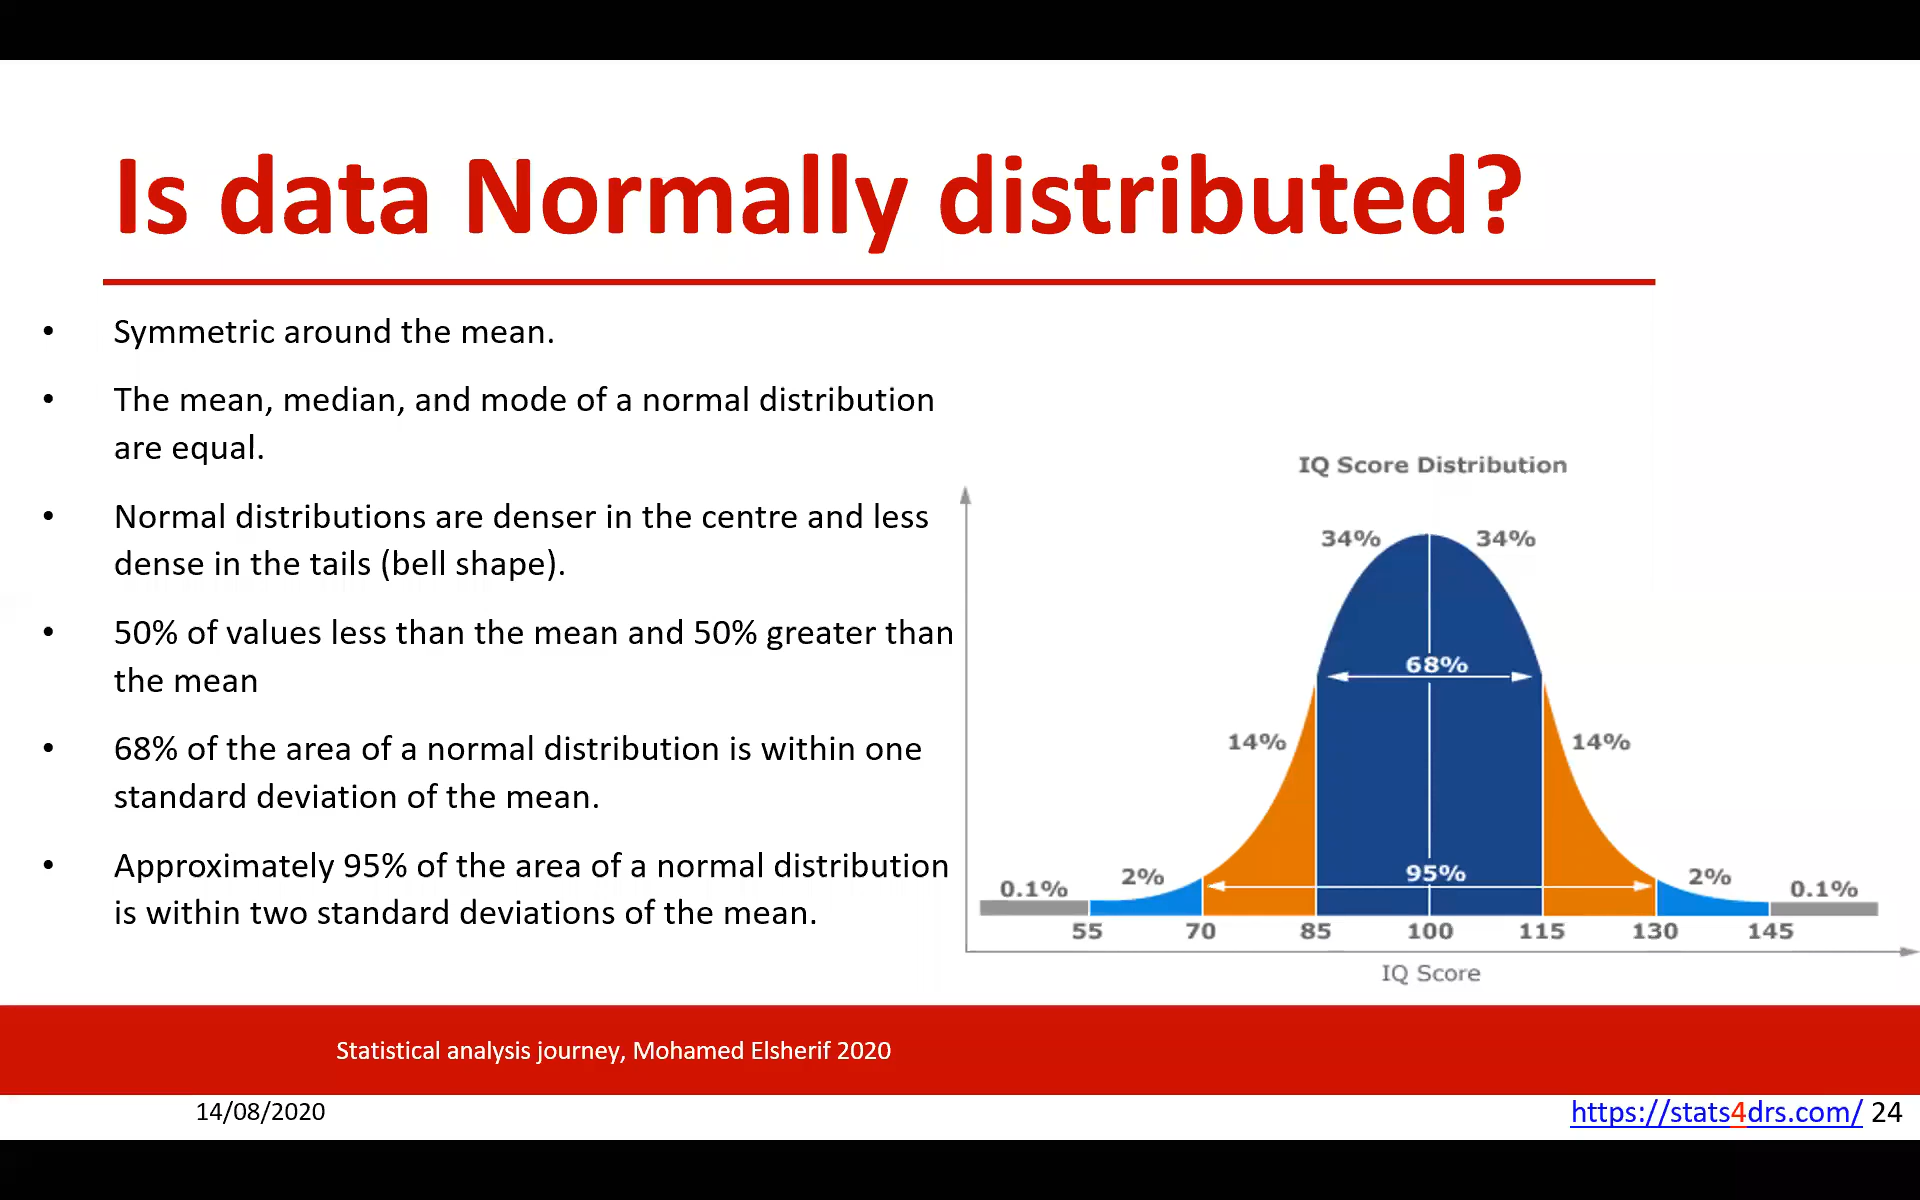 Is data Normally distributed?
• Symmetric around the mean.
• The mean, median, and mode of a normal distribution
are equal.
• Normal distributions are denser in the centre and less
dense in the tails (bell shape).
• 50% of values less than the mean and 50% greater than
the mean
• 68% of the area of a normal distribution is within one
standard deviation of the mean.
• Approximately 95% of the area of a normal distribution
is within two standard deviations of the mean.
IQ Score Distribution
34% 34%
68%
14% 14%
95%
0.1% 2% 2% 0.1%
55 70 85 100 115 130 145
IQ Score
Statistical analysis journey, Mohamed Elsherif 2020
14/08/2020
https://stats4drs.com/ 24